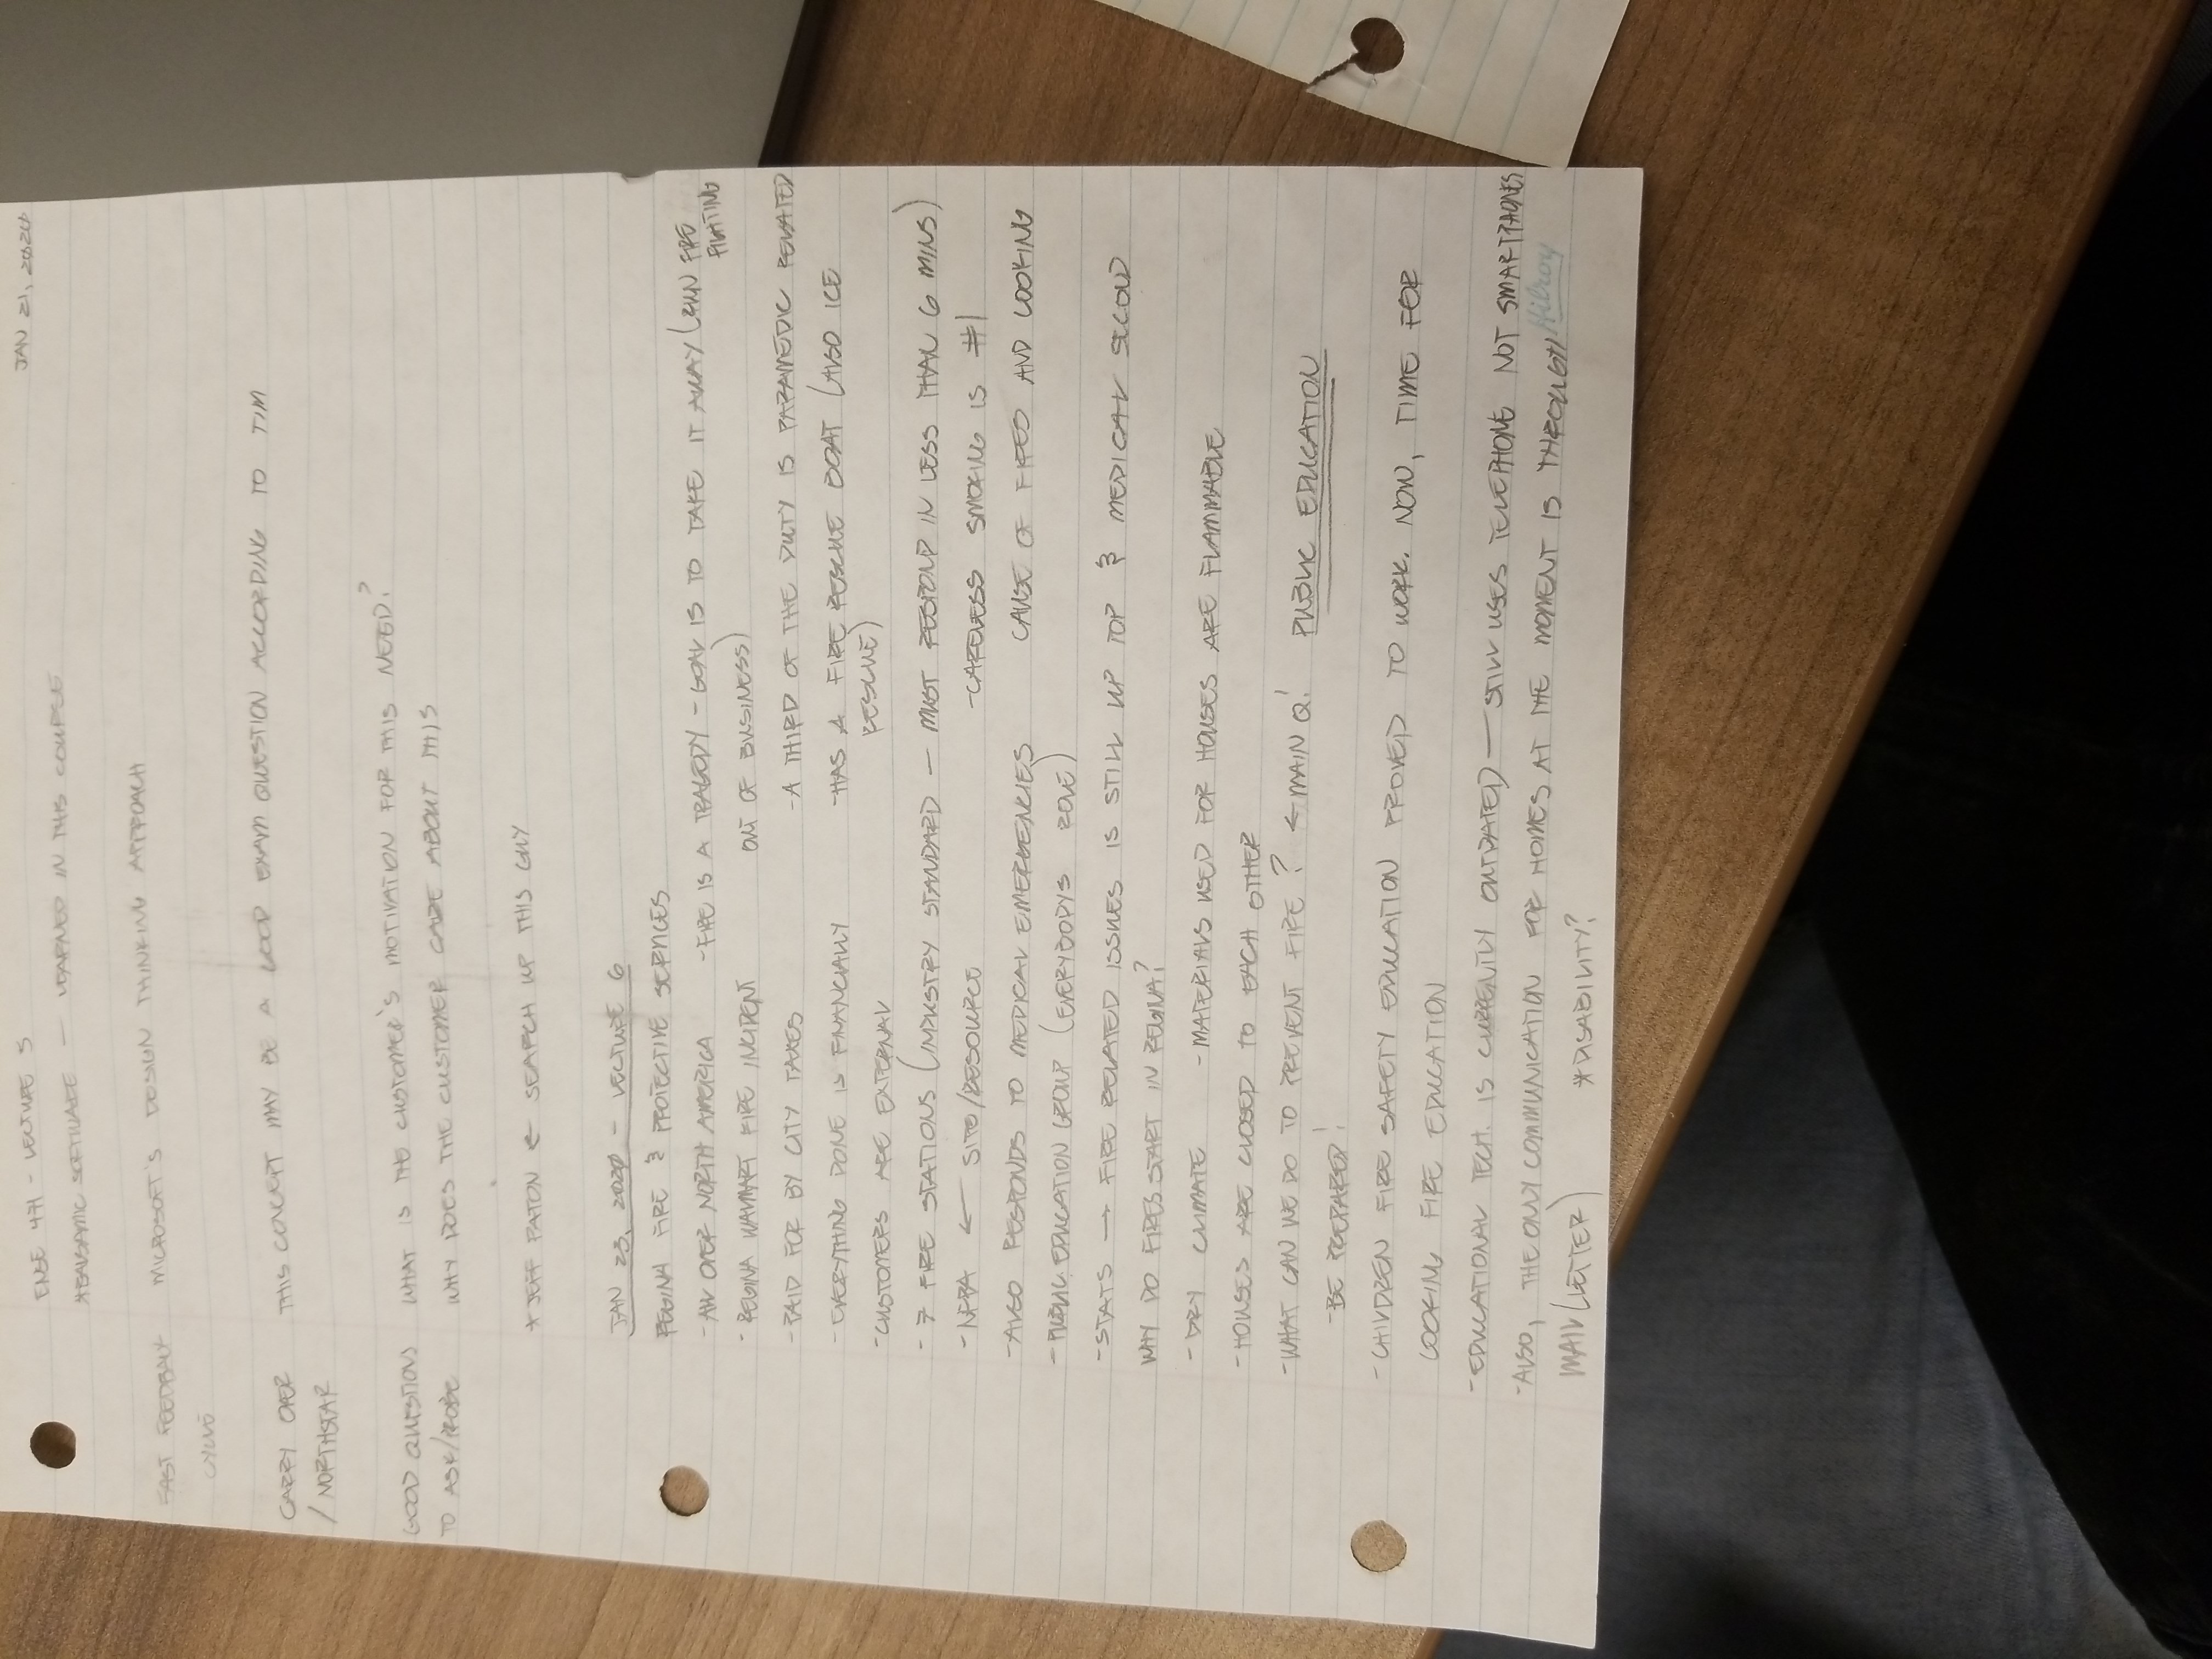 ENSE 471 - LECTURE 5 JAN 21, 2020
*BALSAMIC SOFTWARE — LEARNED IN THIS COURSE
FAST FEEDBACK MICROSOFT'S DESIGN THINKING APPROACH
CYCLE
CARRY OVER THIS CONCEPT MAY BE A GOOD EXAM QUESTION ACCORDING TO TIM
/ NORTHSTAR
GOOD QUESTIONS WHAT IS THE CUSTOMER'S MOTIVATION FOR THIS NEED?
TO ASK/PROBE WHY DOES THE CUSTOMER CARE ABOUT THIS
*JEFF PATON ← SEARCH UP THIS GUY
JAN 23, 2020 - LECTURE 6
REGINA FIRE & PROTECTIVE SERVICES
-ALL OVER NORTH AMERICA -FIRE IS A TRAGEDY - GOAL IS TO TAKE IT AWAY (RUN FIRE
FIGHTING
-REGINA WALMART FIRE INCIDENT OUT OF BUSINESS)
-PAID FOR BY CITY TAXES -A THIRD OF THE DUTY IS PARAMEDIC RELATED
-EVERYTHING DONE IS FINANCIALLY -HAS A FIRE RESCUE BOAT (ALSO ICE
RESCUE)
-CUSTOMERS ARE EXTERNAL
- 7 FIRE STATIONS (INDUSTRY STANDARD — MUST RESPOND IN LESS THAN 6 MINS)
-NFPA ← SITE/RESOURCE -CARELESS SMOKING IS #1
-ALSO RESPONDS TO MEDICAL EMERGENCIES CAUSE OF FIRES AND COOKING
-PUBLIC EDUCATION GROUP (EVERYBODYS ROLE)
-STATS → FIRE RELATED ISSUES IS STILL UP TOP & MEDICAL SECOND
WHY DO FIRES START IN REGINA?
-DRY CLIMATE -MATERIALS USED FOR HOUSES ARE FLAMMABLE
-HOUSES ARE CLOSED TO EACH OTHER
-WHAT CAN WE DO TO PREVENT FIRE? ← MAIN Q! PUBLIC EDUCATION
-BE PREPARED!
-CHILDREN FIRE SAFETY EDUCATION PROVED TO WORK. NOW, TIME FOR
COOKING FIRE EDUCATION
-EDUCATIONAL TECH. IS CURRENTLY OUTDATED — STILL USES TELEPHONE NOT SMARTPHONES
-ALSO, THE ONLY COMMUNICATION FOR HOMES AT THE MOMENT IS THROUGH Hilroy
MAIL (LETTER) *DISABILITY?